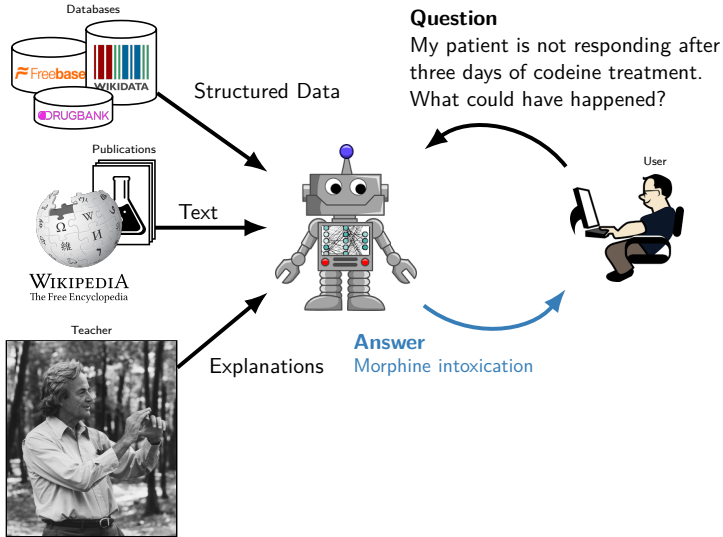 Databases
Freebase
WIKIDATA
DRUGBANK
Structured Data
Question
My patient is not responding after
three days of codeine treatment.
What could have happened?
Publications
Text
WIKIPEDIA
The Free Encyclopedia
User
Teacher
Explanations
Answer
Morphine intoxication